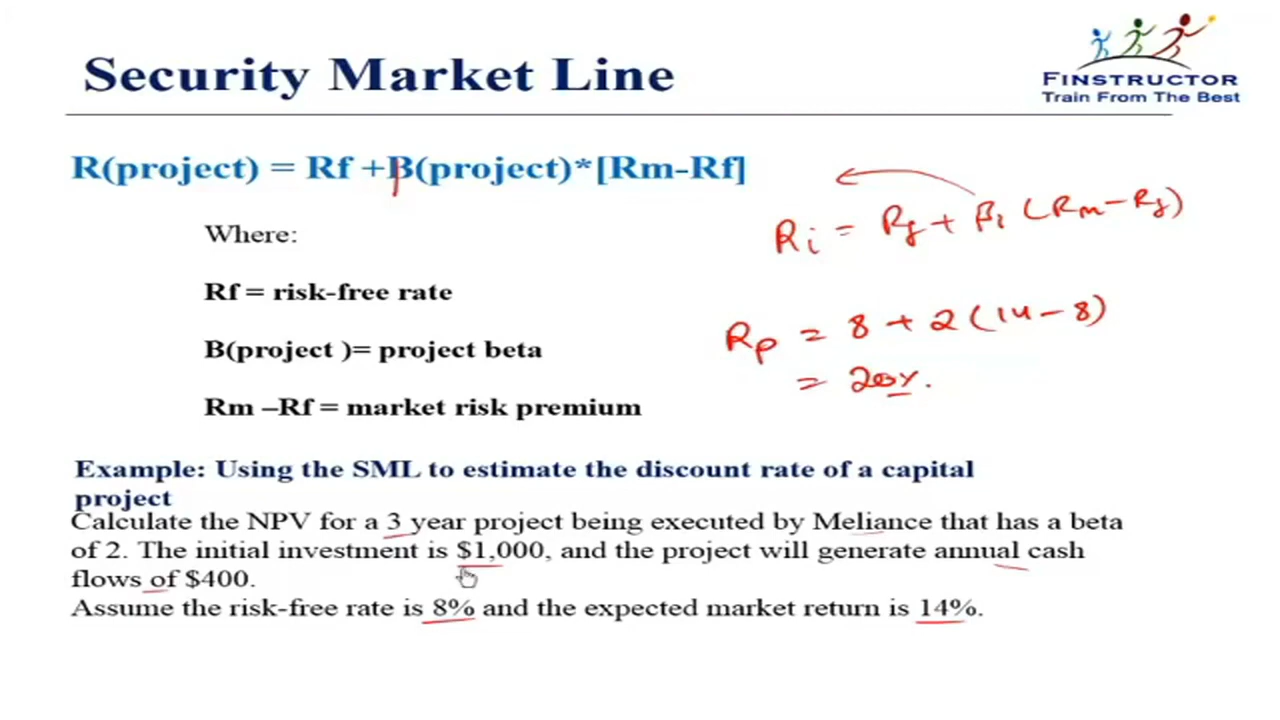 Security Market Line
FINSTRUCTOR
Train From The Best
R(project) = Rf +B(project)*[Rm-Rf]
Ri = Rf + βi (Rm - Rf)
Where:
Rf = risk-free rate
Rp = 8 + 2 (14 - 8)
B(project )= project beta
= 20%.
Rm –Rf = market risk premium
Example: Using the SML to estimate the discount rate of a capital
project
Calculate the NPV for a 3 year project being executed by Meliance that has a beta
of 2. The initial investment is $1,000, and the project will generate annual cash
flows of $400.
Assume the risk-free rate is 8% and the expected market return is 14%.